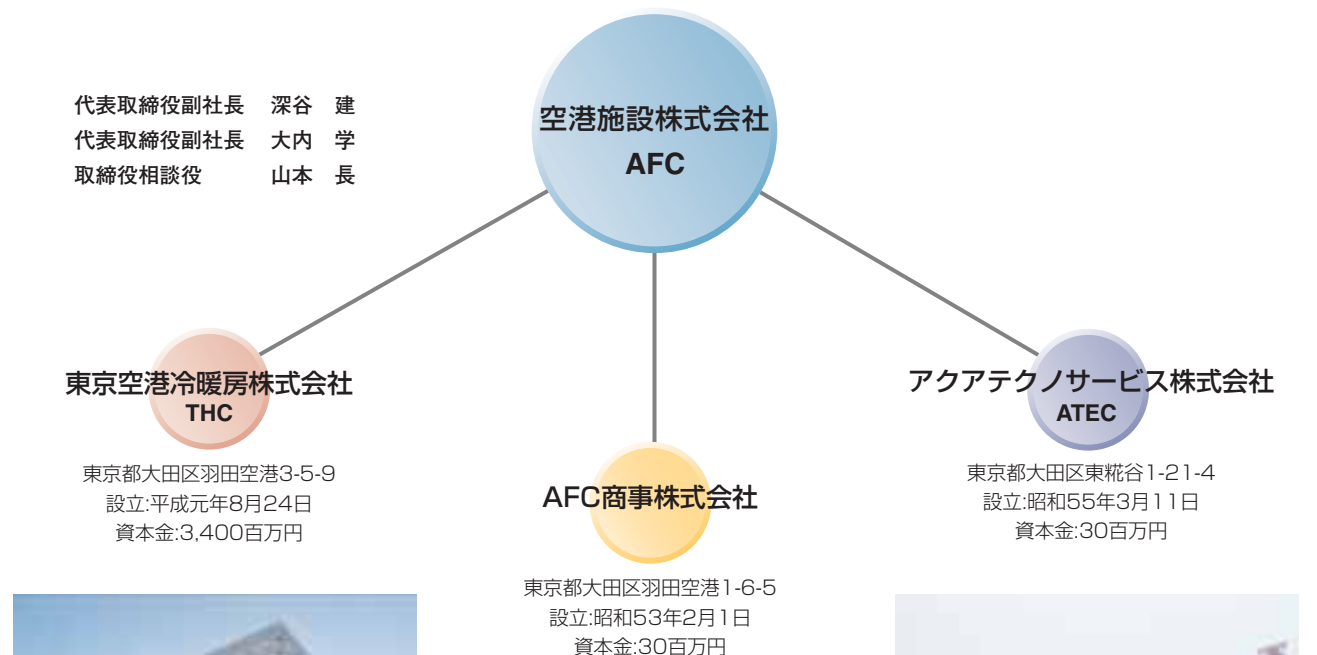 代表取締役副社長　深谷　建
代表取締役副社長　大内　学
取締役相談役　山本　長
空港施設株式会社
AFC
東京空港冷暖房株式会社
THC
東京都大田区羽田空港3-5-9
設立:平成元年8月24日
資本金:3,400百万円
AFC商事株式会社
東京都大田区羽田空港1-6-5
設立:昭和53年2月1日
資本金:30百万円
アクアテクノサービス株式会社
ATEC
東京都大田区東糀谷1-21-4
設立:昭和55年3月11日
資本金:30百万円